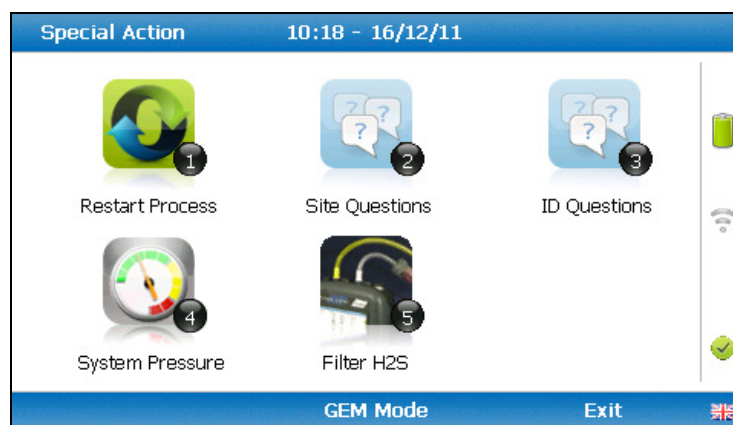 Special Action 10:18 - 16/12/11
1 2 3
Restart Process Site Questions ID Questions
4 5
System Pressure Filter H2S
GEM Mode Exit